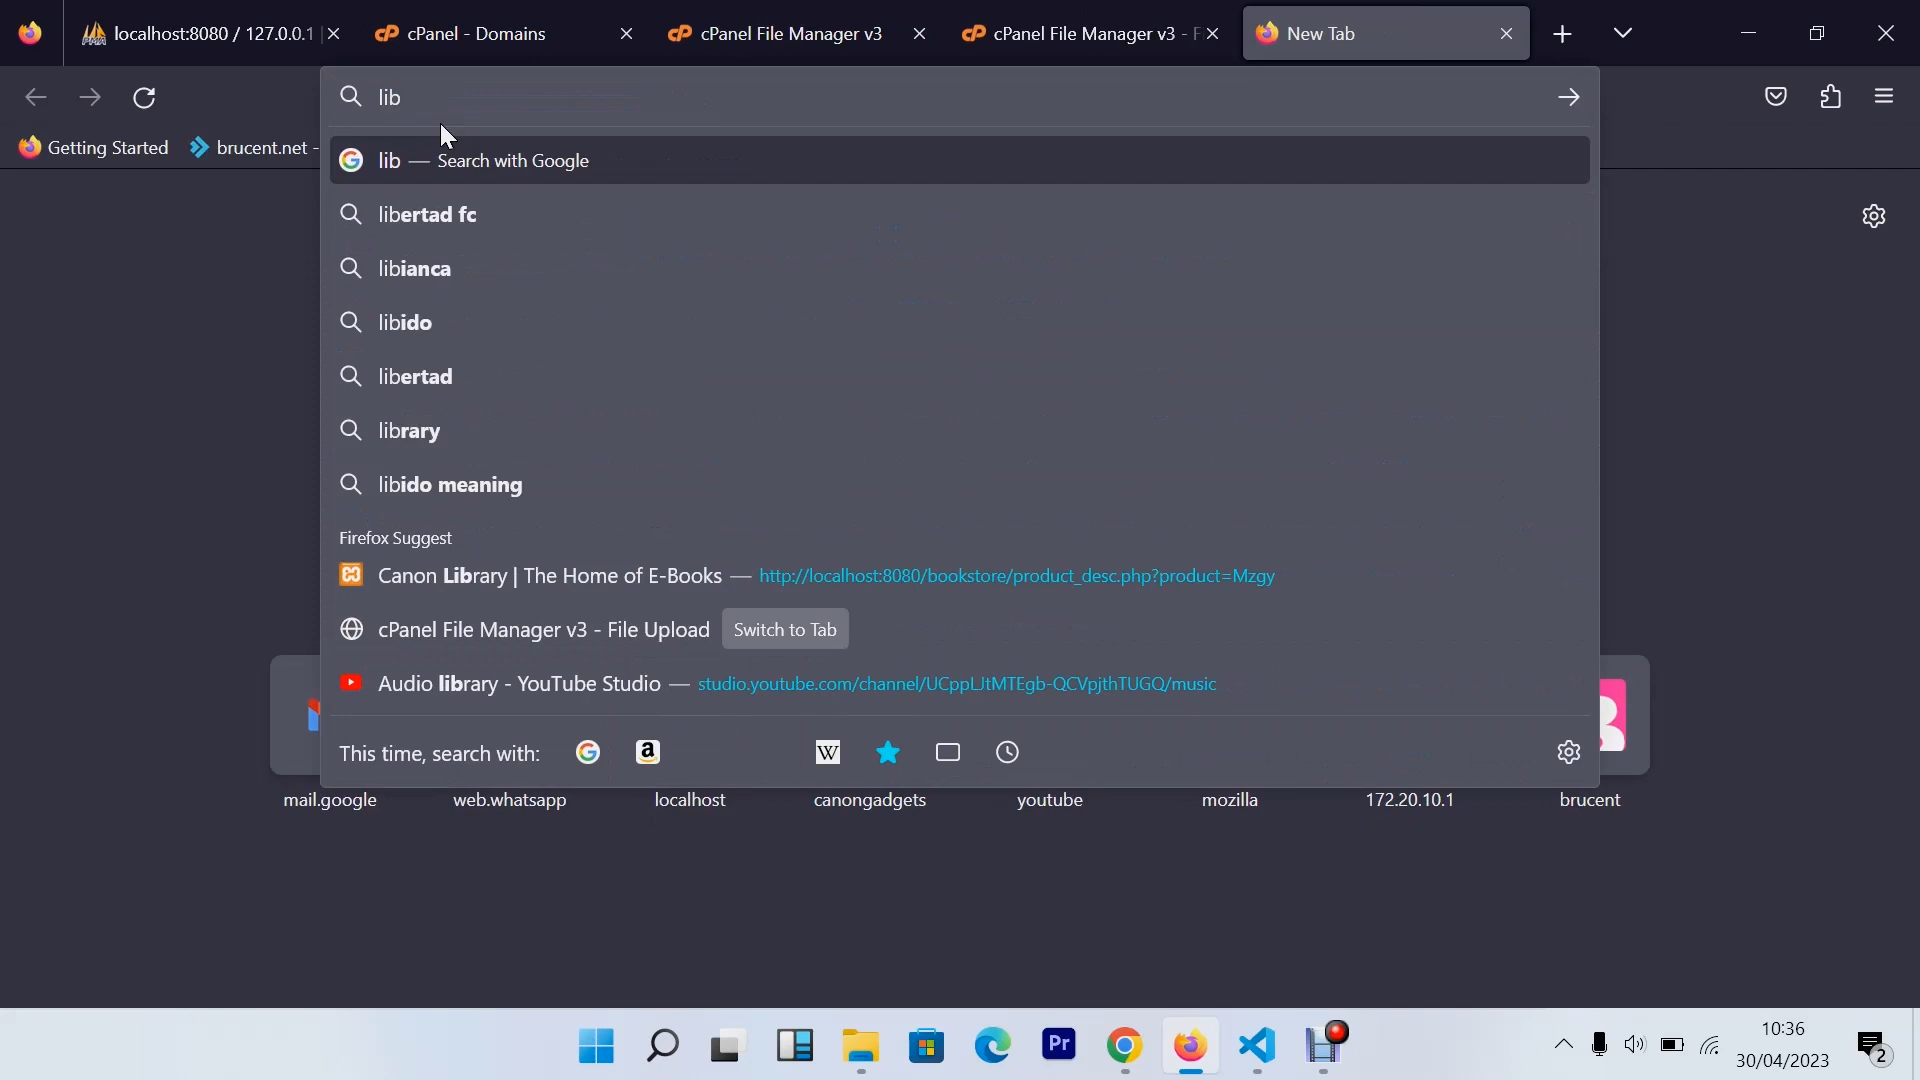 localhost:8080 / 127.0.0.1
cPanel - Domains
cPanel File Manager v3
cPanel File Manager v3 - F
New Tab
lib
Getting Started
brucent.net -
lib — Search with Google
libertad fc
libianca
libido
libertad
library
libido meaning
Firefox Suggest
Canon Library | The Home of E-Books — http://localhost:8080/bookstore/product_desc.php?product=Mzgy
cPanel File Manager v3 - File Upload Switch to Tab
Audio library - YouTube Studio — studio.youtube.com/channel/UCppLJtMTEgb-QCVpjthTUGQ/music
This time, search with:
mail.google
web.whatsapp
localhost
canongadgets
youtube
mozilla
172.20.10.1
brucent
Pr
10:36
30/04/2023
2